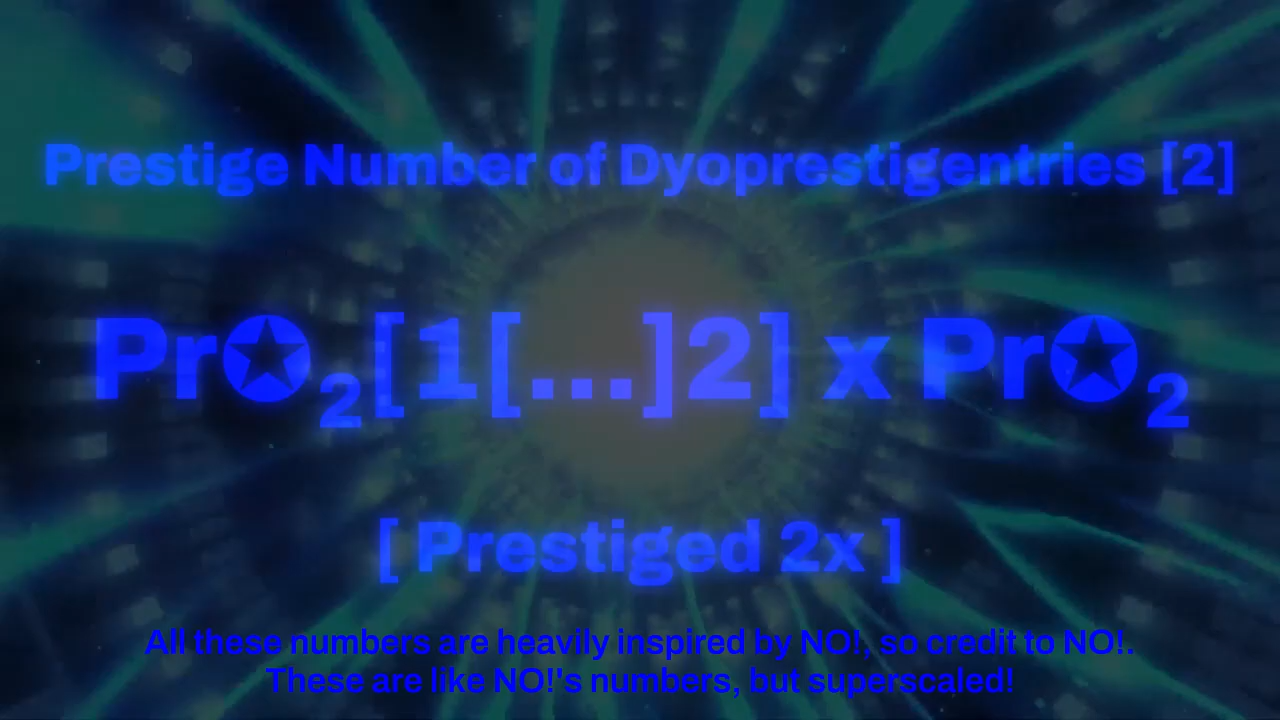 Prestige Number of Dyoprestigentries [2]
Pr✪₂[1[...]2] x Pr✪₂
[ Prestiged 2x ]
All these numbers are heavily inspired by NO!, so credit to NO!.
These are like NO!'s numbers, but superscaled!